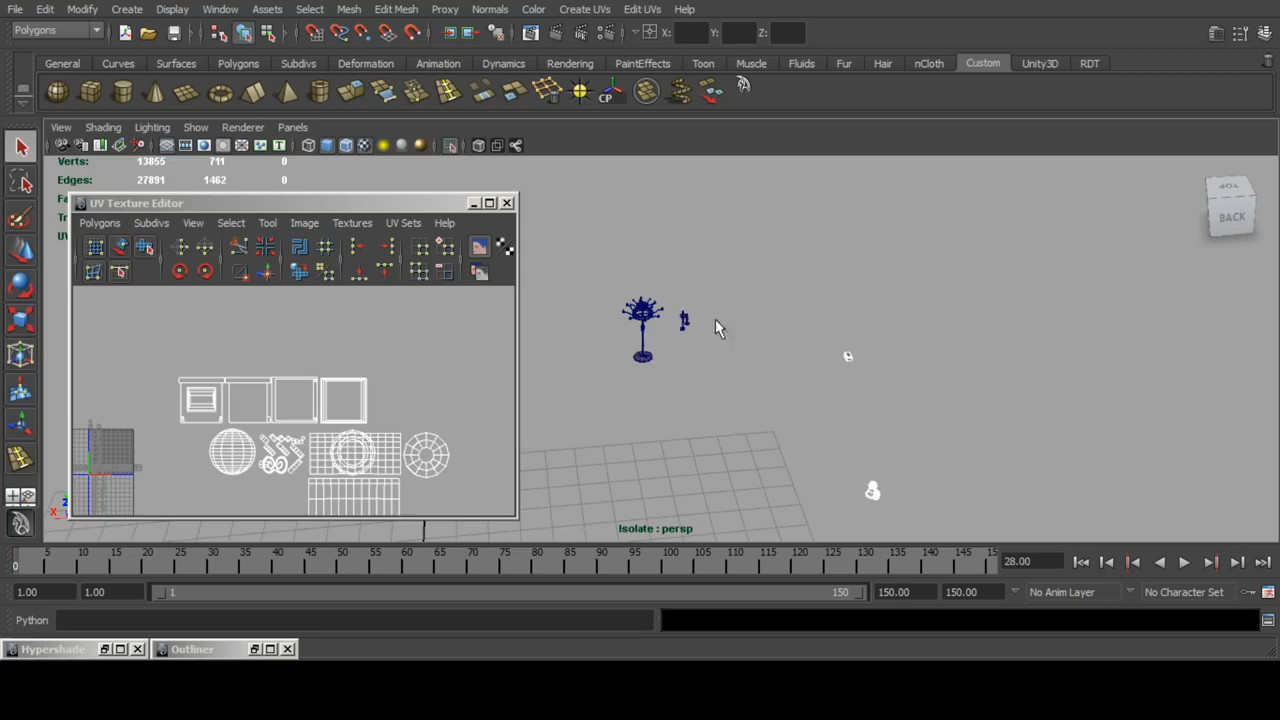 File Edit Modify Create Display Window Assets Select Mesh Edit Mesh Proxy Normals Color Create UVs Edit UVs Help
Polygons X: Y: Z:
General Curves Surfaces Polygons Subdivs Deformation Animation Dynamics Rendering PaintEffects Toon Muscle Fluids Fur Hair nCloth Custom Unity3D RDT
CP
View Shading Lighting Show Renderer Panels
Verts: 13855 711 0
Edges: 27891 1462 0
TOP
BACK
UV Texture Editor
Polygons Subdivs View Select Tool Image Textures UV Sets Help
Isolate : persp
5 10 15 20 25 30 35 40 45 50 55 60 65 70 75 80 85 90 95 100 105 110 115 120 125 130 135 140 145 15
0 28.00
1.00 1.00 1 150 150.00 150.00 No Anim Layer No Character Set
Python
Hypershade Outliner